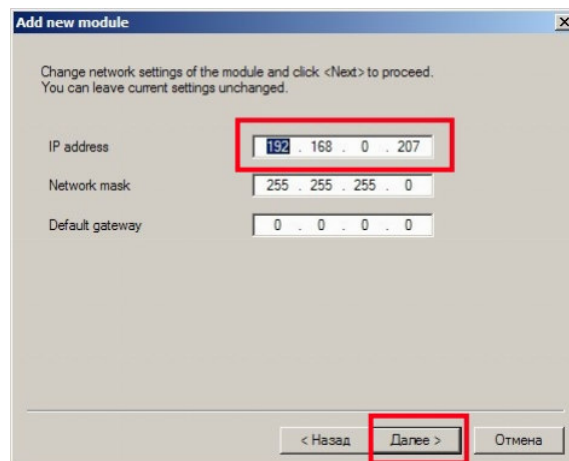 Add new module
Change network settings of the module and click <Next> to proceed.
You can leave current settings unchanged.
IP address 192 . 168 . 0 . 207
Network mask 255 . 255 . 255 . 0
Default gateway 0 . 0 . 0 . 0
< Назад Далее > Отмена